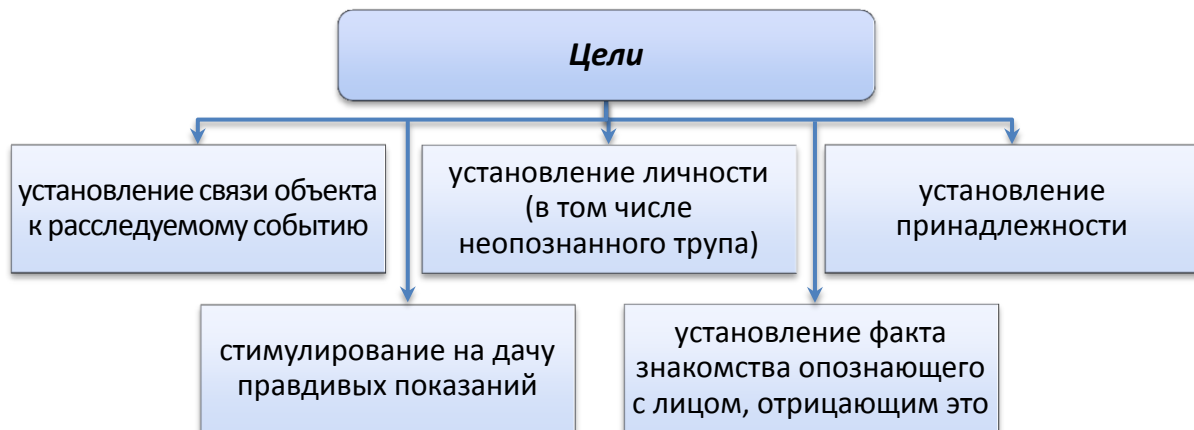 Цели
установление связи объекта
к расследуемому событию
установление личности
(в том числе
неопознанного трупа)
установление
принадлежности
стимулирование на дачу
правдивых показаний
установление факта
знакомства опознающего
с лицом, отрицающим это